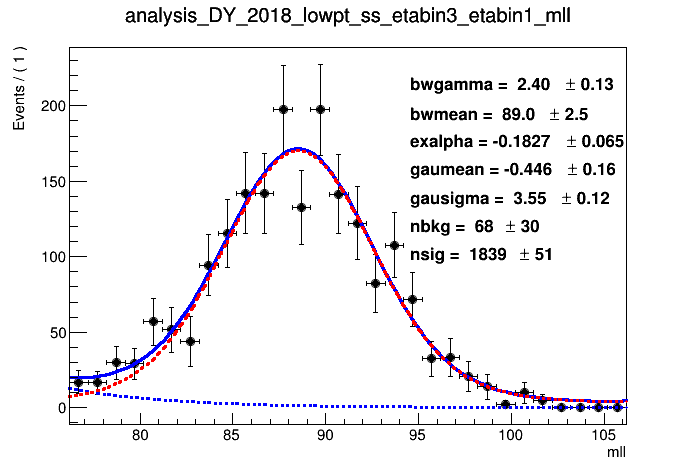 analysis_DY_2018_lowpt_ss_etabin3_etabin1_mll
Events / ( 1 )
bwgamma = 2.40 ± 0.13
bwmean = 89.0 ± 2.5
exalpha = -0.1827 ± 0.065
gaumean = -0.446 ± 0.16
gausigma = 3.55 ± 0.12
nbkg = 68 ± 30
nsig = 1839 ± 51
200
150
100
50
0
80 85 90 95 100 105
mll